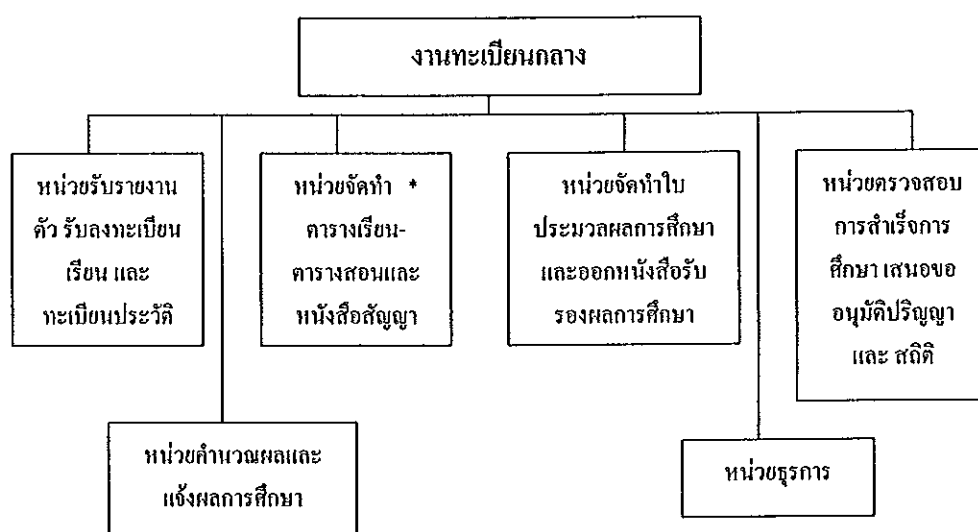 งานทะเบียนกลาง
หน่วยรับรายงาน
ตัว รับลงทะเบียน
เรียน และ
ทะเบียนประวัติ
หน่วยจัดทำ *
ตารางเรียน-
ตารางสอนและ
หนังสือสัญญา
หน่วยจัดทำใบ
ประมวลผลการศึกษา
และออกหนังสือรับ
รองผลการศึกษา
หน่วยตรวจสอบ
การสำเร็จการ
ศึกษา เสนอขอ
อนุมัติปริญญา
และ สถิติ
หน่วยคำนวณผลและ
แจ้งผลการศึกษา
หน่วยธุรการ